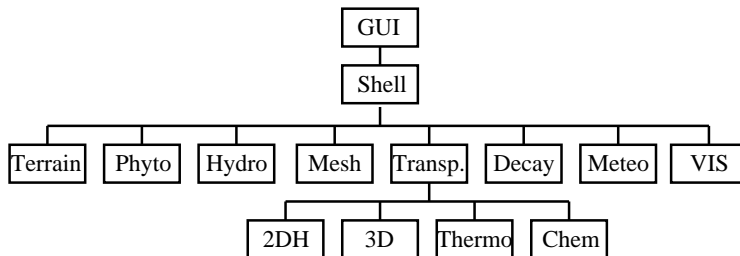 GUI
Shell
Terrain Phyto Hydro Mesh Transp. Decay Meteo VIS
2DH 3D Thermo Chem